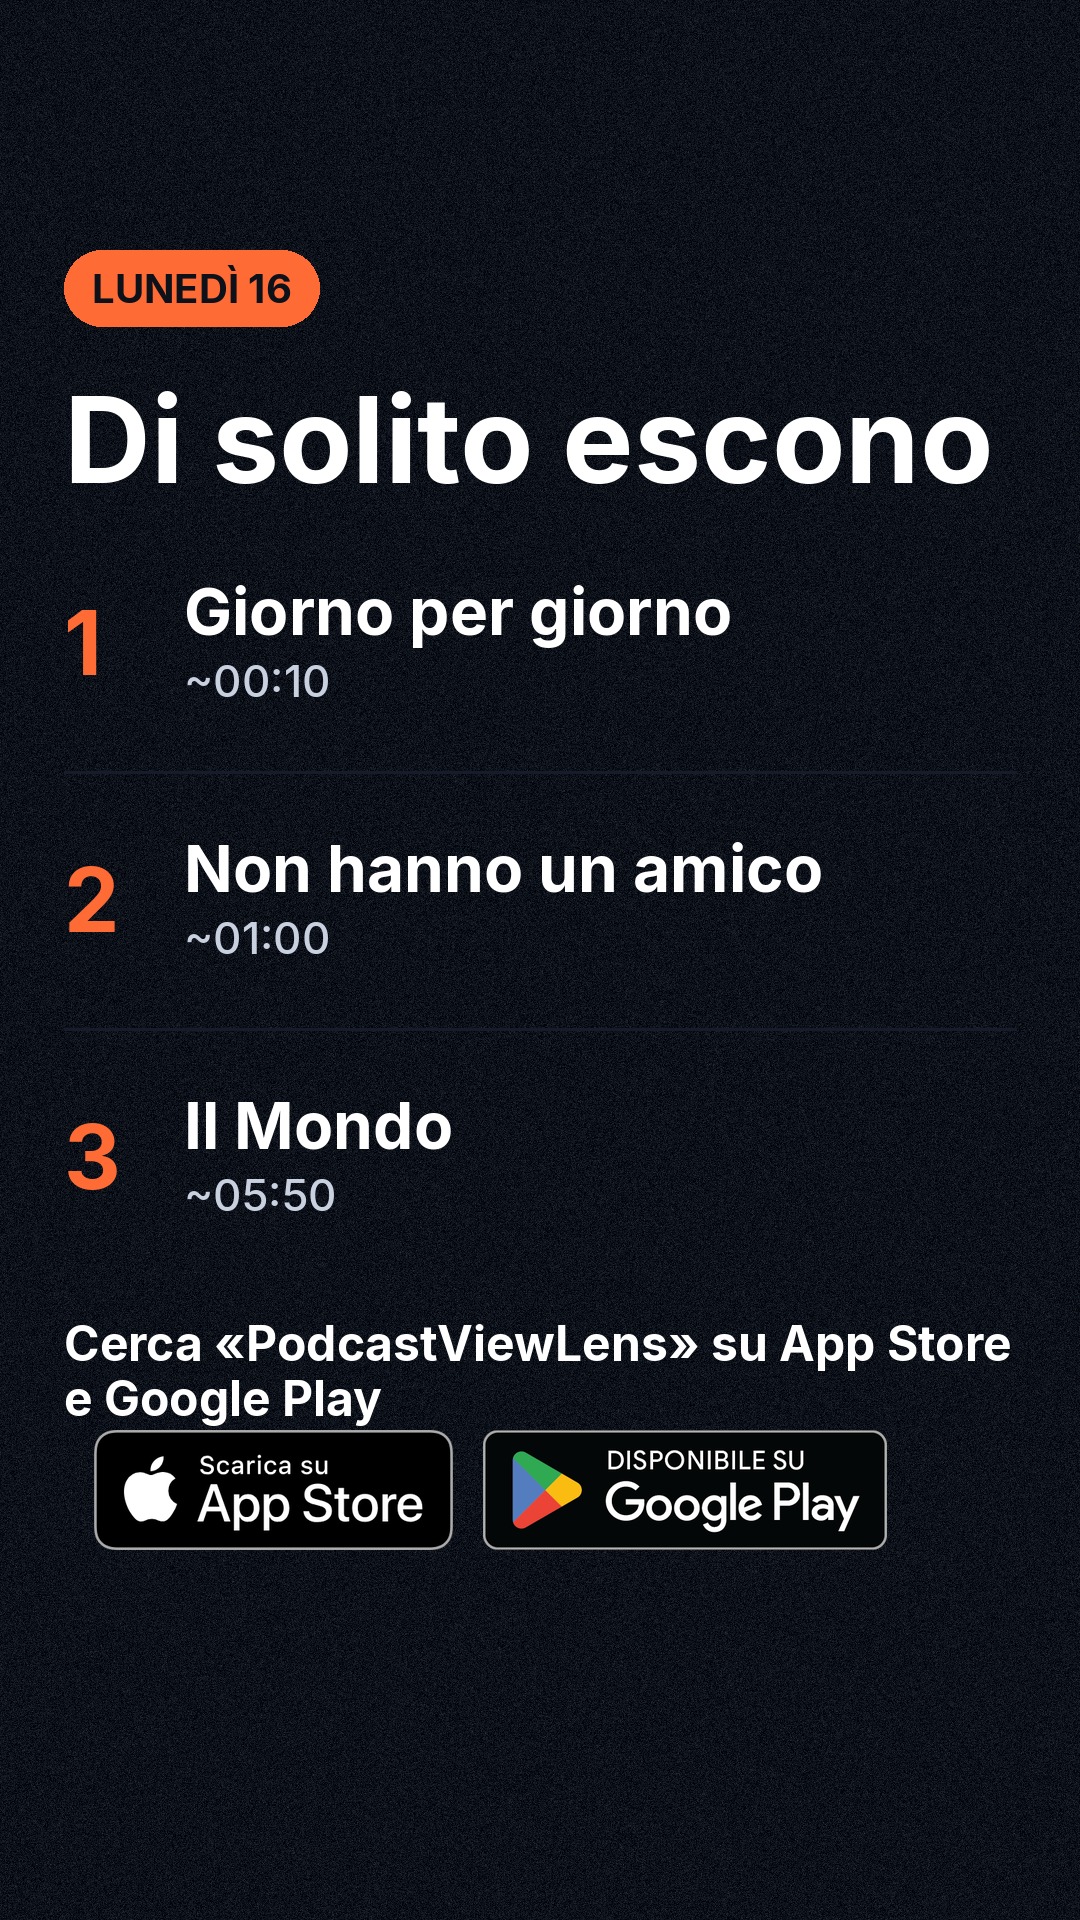 LUNEDÌ 16
Di solito escono
1
Giorno per giorno
~00:10
2
Non hanno un amico
~01:00
3
Il Mondo
~05:50
Cerca «PodcastViewLens» su App Store
e Google Play
Scarica su
App Store
DISPONIBILE SU
Google Play